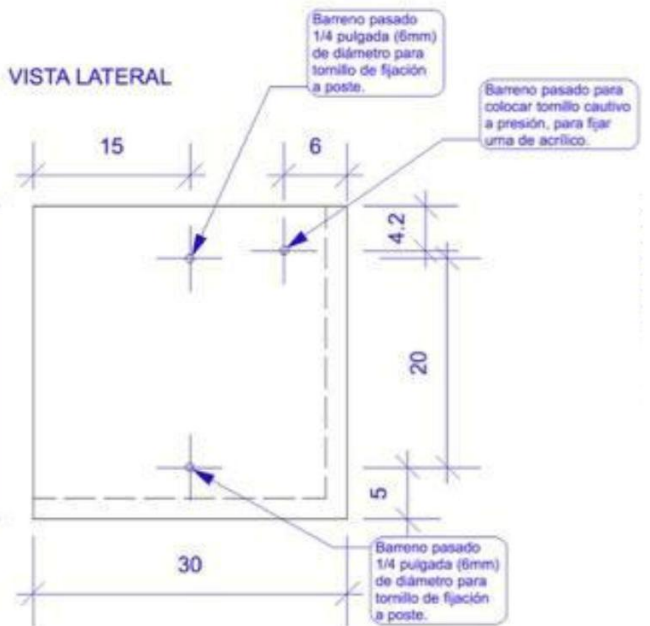 Barreno pasado
1/4 pulgada (6mm)
de diámetro para
tornillo de fijación
a poste.
VISTA LATERAL
Barreno pasado para
colocar tornillo cautivo
a presión, para fijar
urna de acrílico.
15
6
4.2
20
5
30
Barreno pasado
1/4 pulgada (6mm)
de diámetro para
tornillo de fijación
a poste.